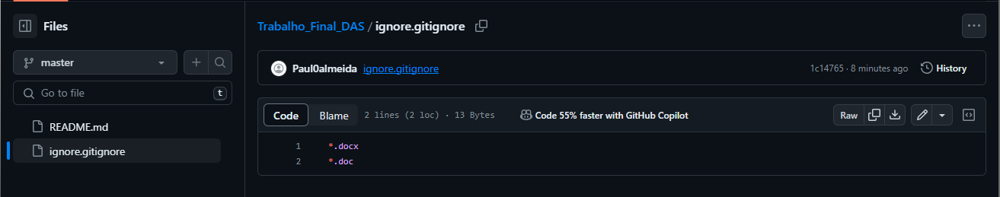 Files
master
Go to file
t
README.md
ignore.gitignore
Trabalho_Final_DAS / ignore.gitignore
Paul0almeida ignore.gitignore
1c14765 · 8 minutes ago
History
Code Blame 2 lines (2 loc) · 13 Bytes
Code 55% faster with GitHub Copilot
Raw
1 *.docx
2 *.doc